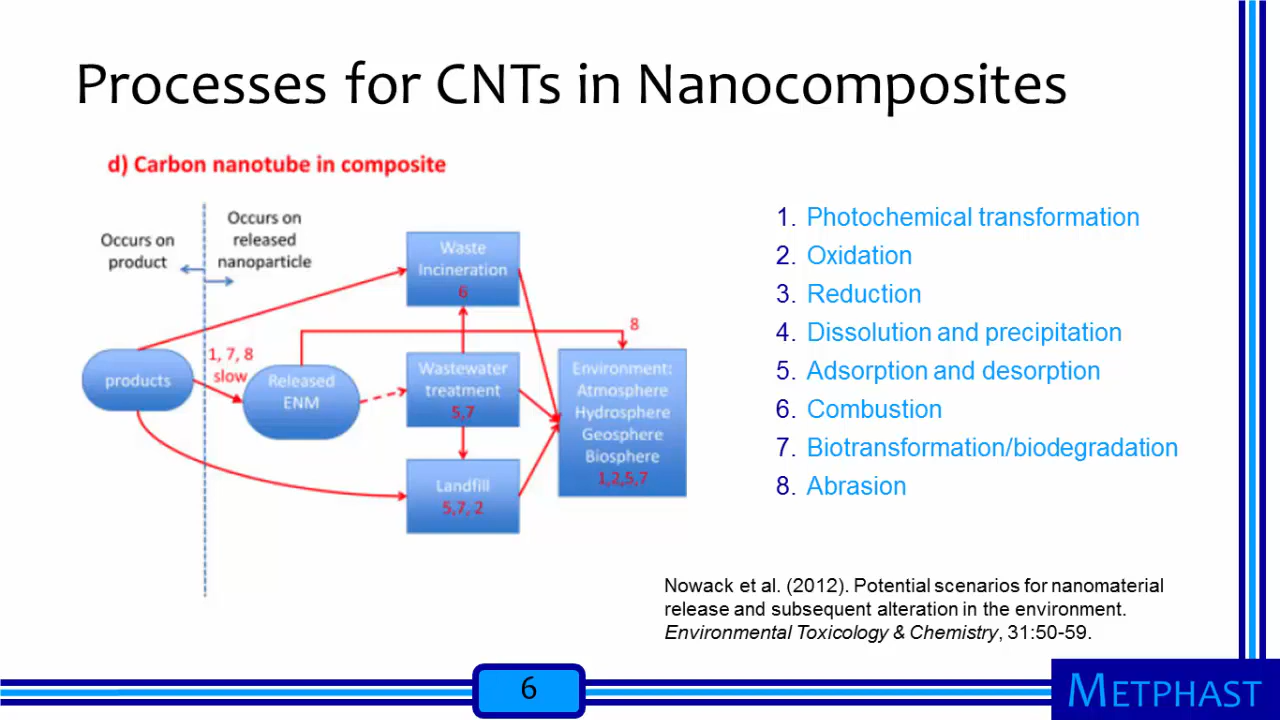 Processes for CNTs in Nanocomposites
d) Carbon nanotube in composite
Occurs on
product
Occurs on
released
nanoparticle
Waste
Incineration
6
8
products
1, 7, 8
slow
Released
ENM
Wastewater
treatment
5,7
Environment:
Atmosphere
Hydrosphere
Geosphere
Biosphere
1,2,5,7
Landfill
5,7, 2
1. Photochemical transformation
2. Oxidation
3. Reduction
4. Dissolution and precipitation
5. Adsorption and desorption
6. Combustion
7. Biotransformation/biodegradation
8. Abrasion
Nowack et al. (2012). Potential scenarios for nanomaterial
release and subsequent alteration in the environment.
Environmental Toxicology & Chemistry, 31:50-59.
6
METPHAST